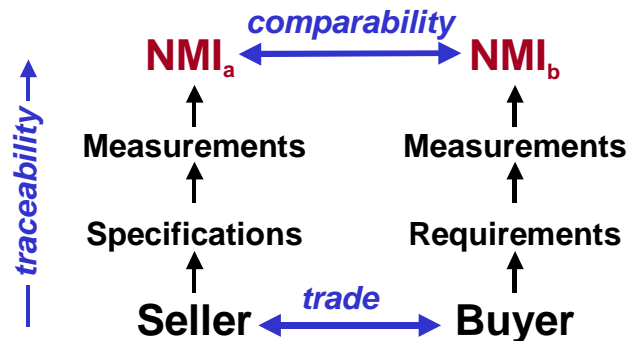 comparability
NMIa NMIb
traceability
Measurements Measurements
Specifications Requirements
trade
Seller Buyer